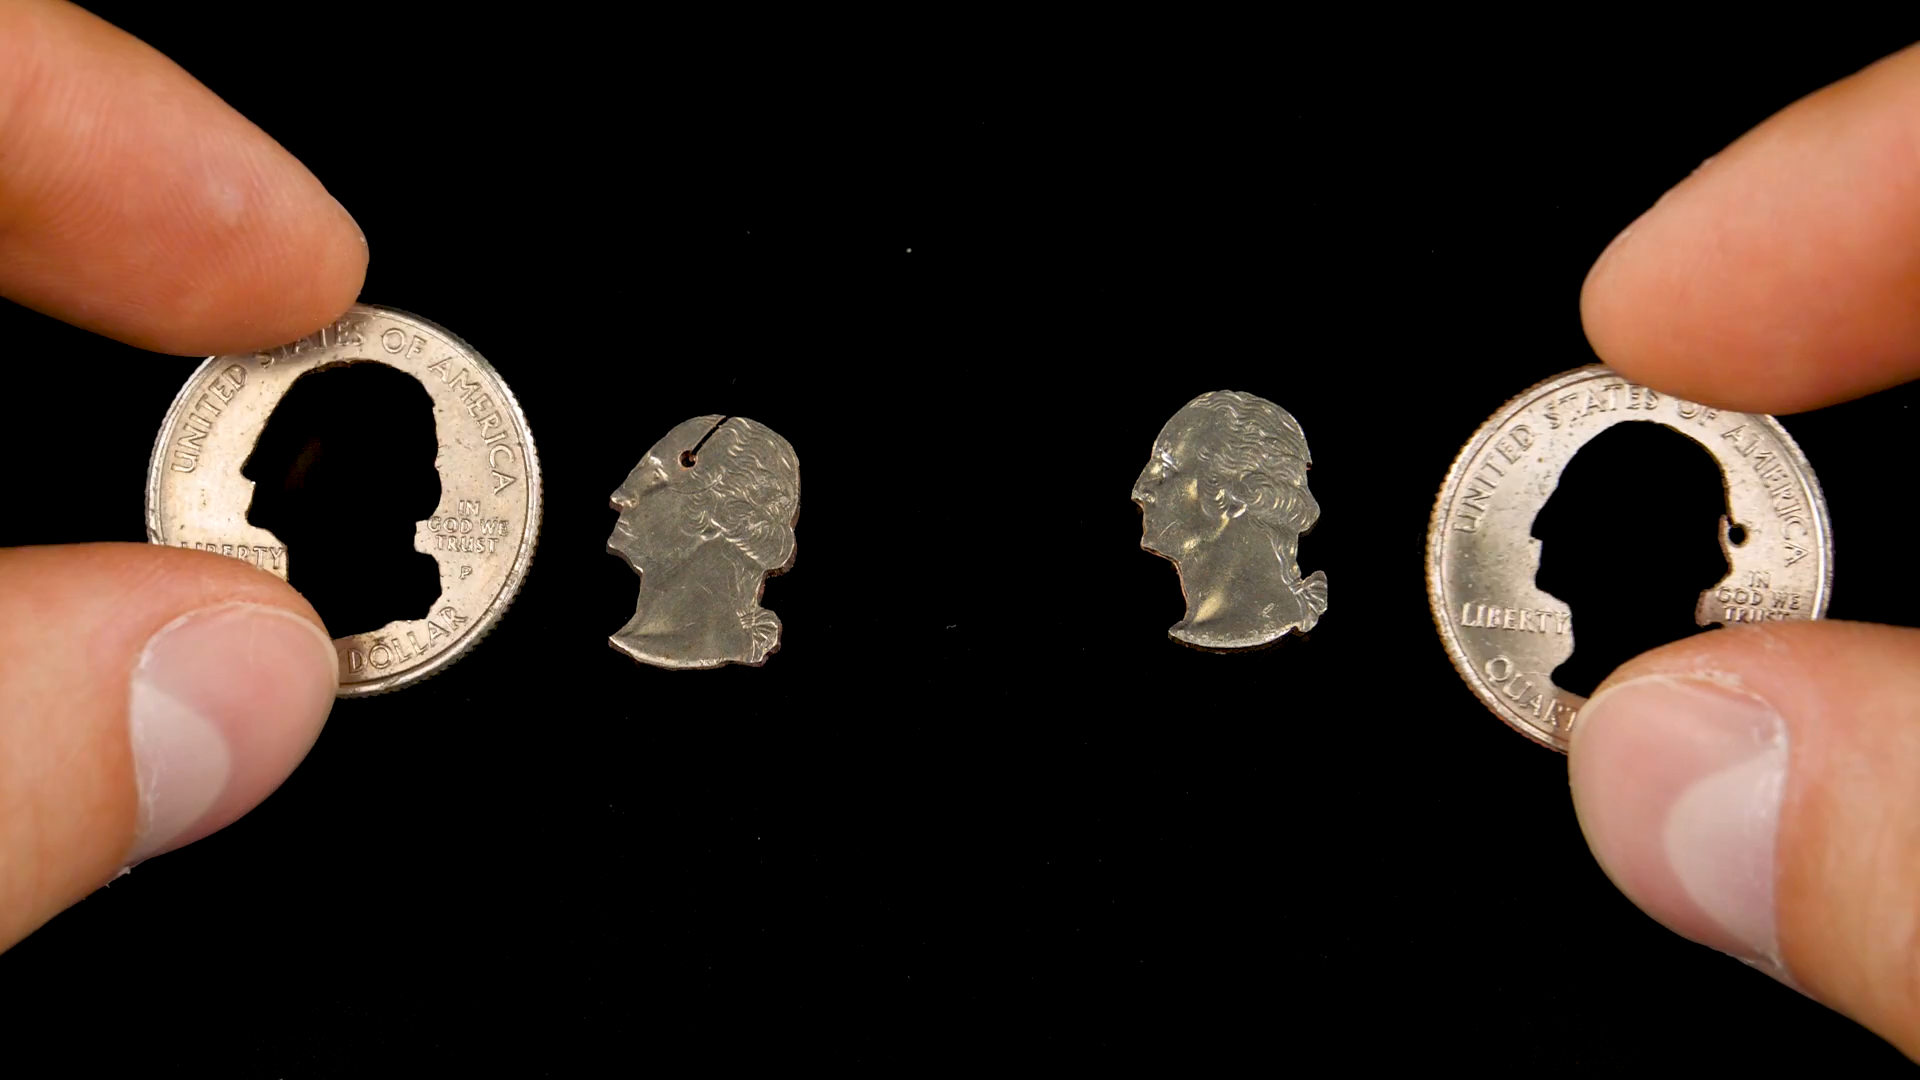 UNITED STATES OF AMERICA
LIBERTY
IN
GOD WE
TRUST
P
DOLLAR
UNITED STATES OF AMERICA
LIBERTY
IN
GOD WE
TRUST
QUART